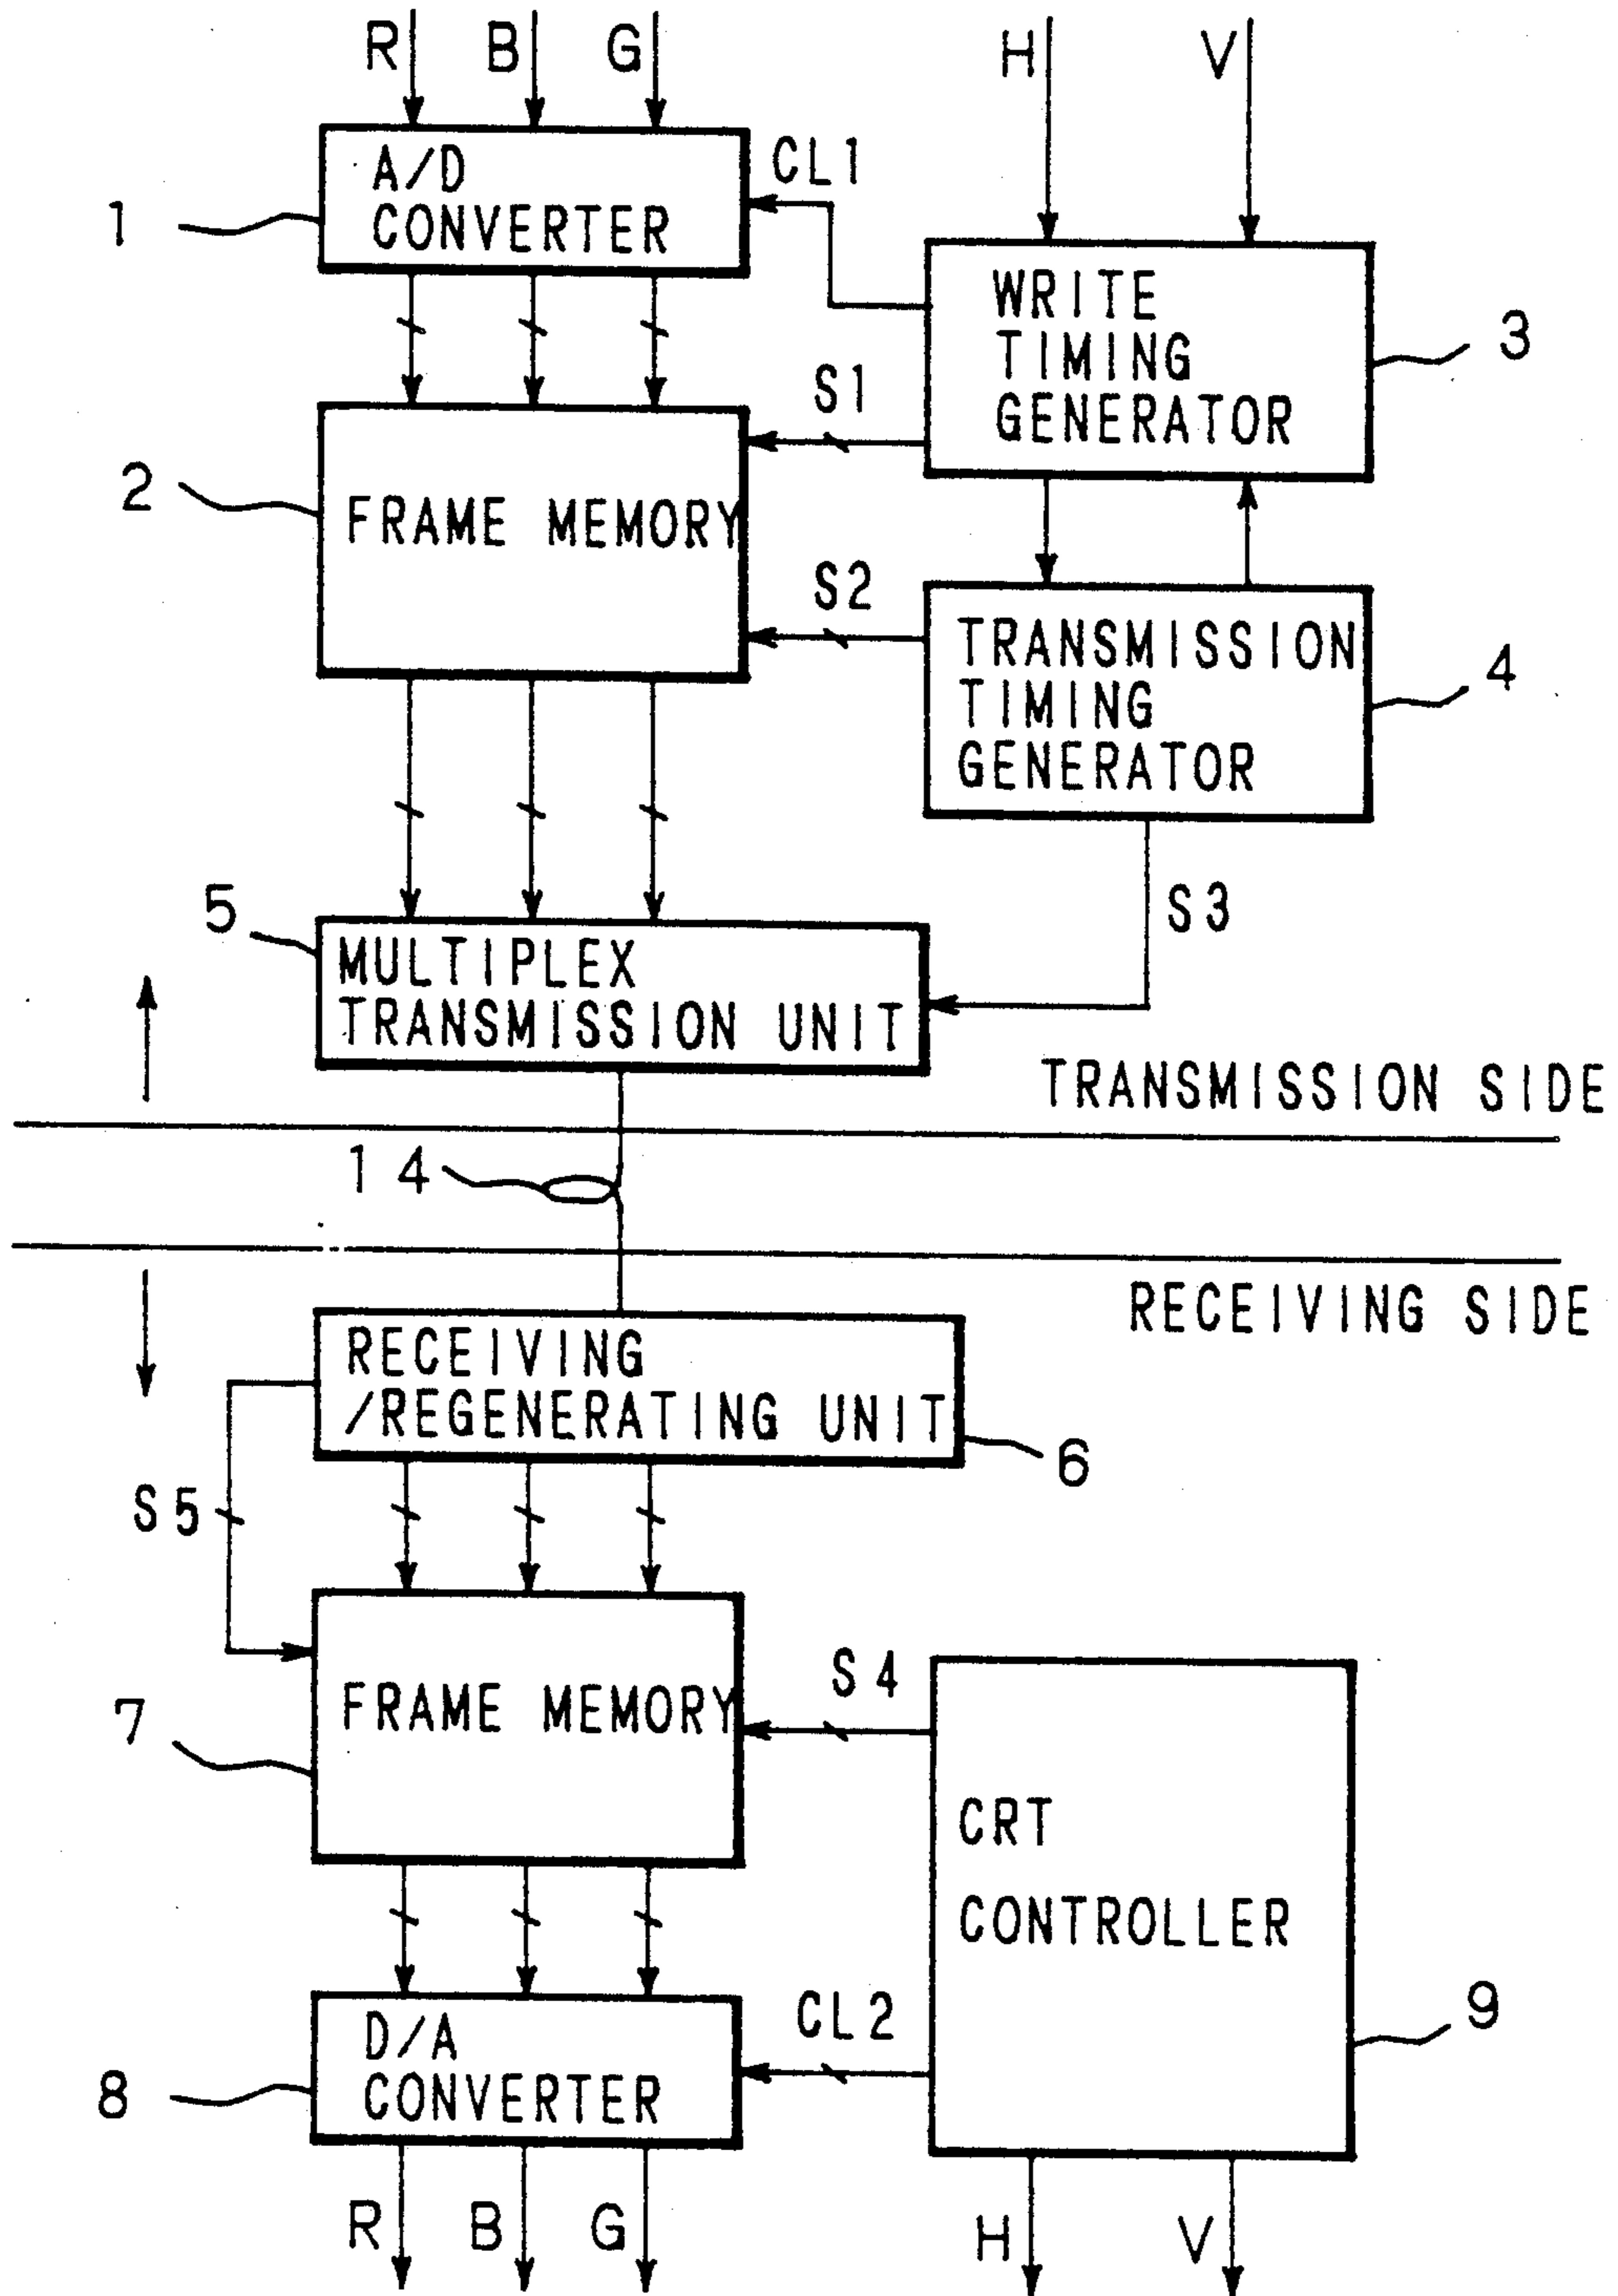 R B G H V
A/D
CONVERTER
CL1
1
WRITE
TIMING
GENERATOR
3
S1
2
FRAME MEMORY
S2
TRANSMISSION
TIMING
GENERATOR
4
5
S3
MULTIPLEX
TRANSMISSION UNIT
TRANSMISSION SIDE
14
RECEIVING SIDE
RECEIVING
/REGENERATING UNIT
6
S5
S4
FRAME MEMORY
7
CRT
CONTROLLER
CL2
9
D/A
CONVERTER
8
R B G H V